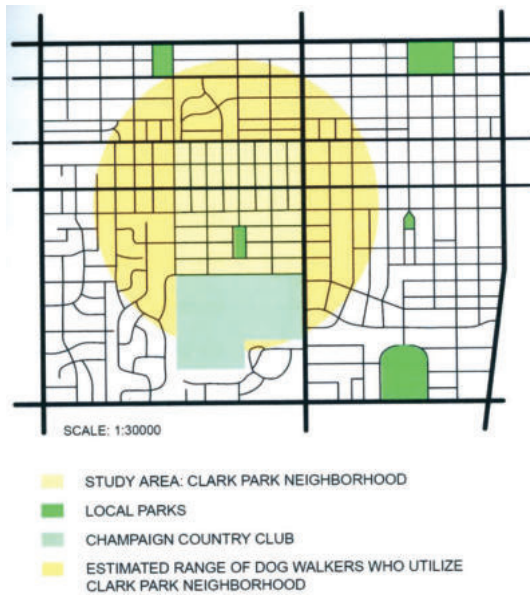 SCALE: 1:30000
STUDY AREA: CLARK PARK NEIGHBORHOOD
LOCAL PARKS
CHAMPAIGN COUNTRY CLUB
ESTIMATED RANGE OF DOG WALKERS WHO UTILIZE
CLARK PARK NEIGHBORHOOD